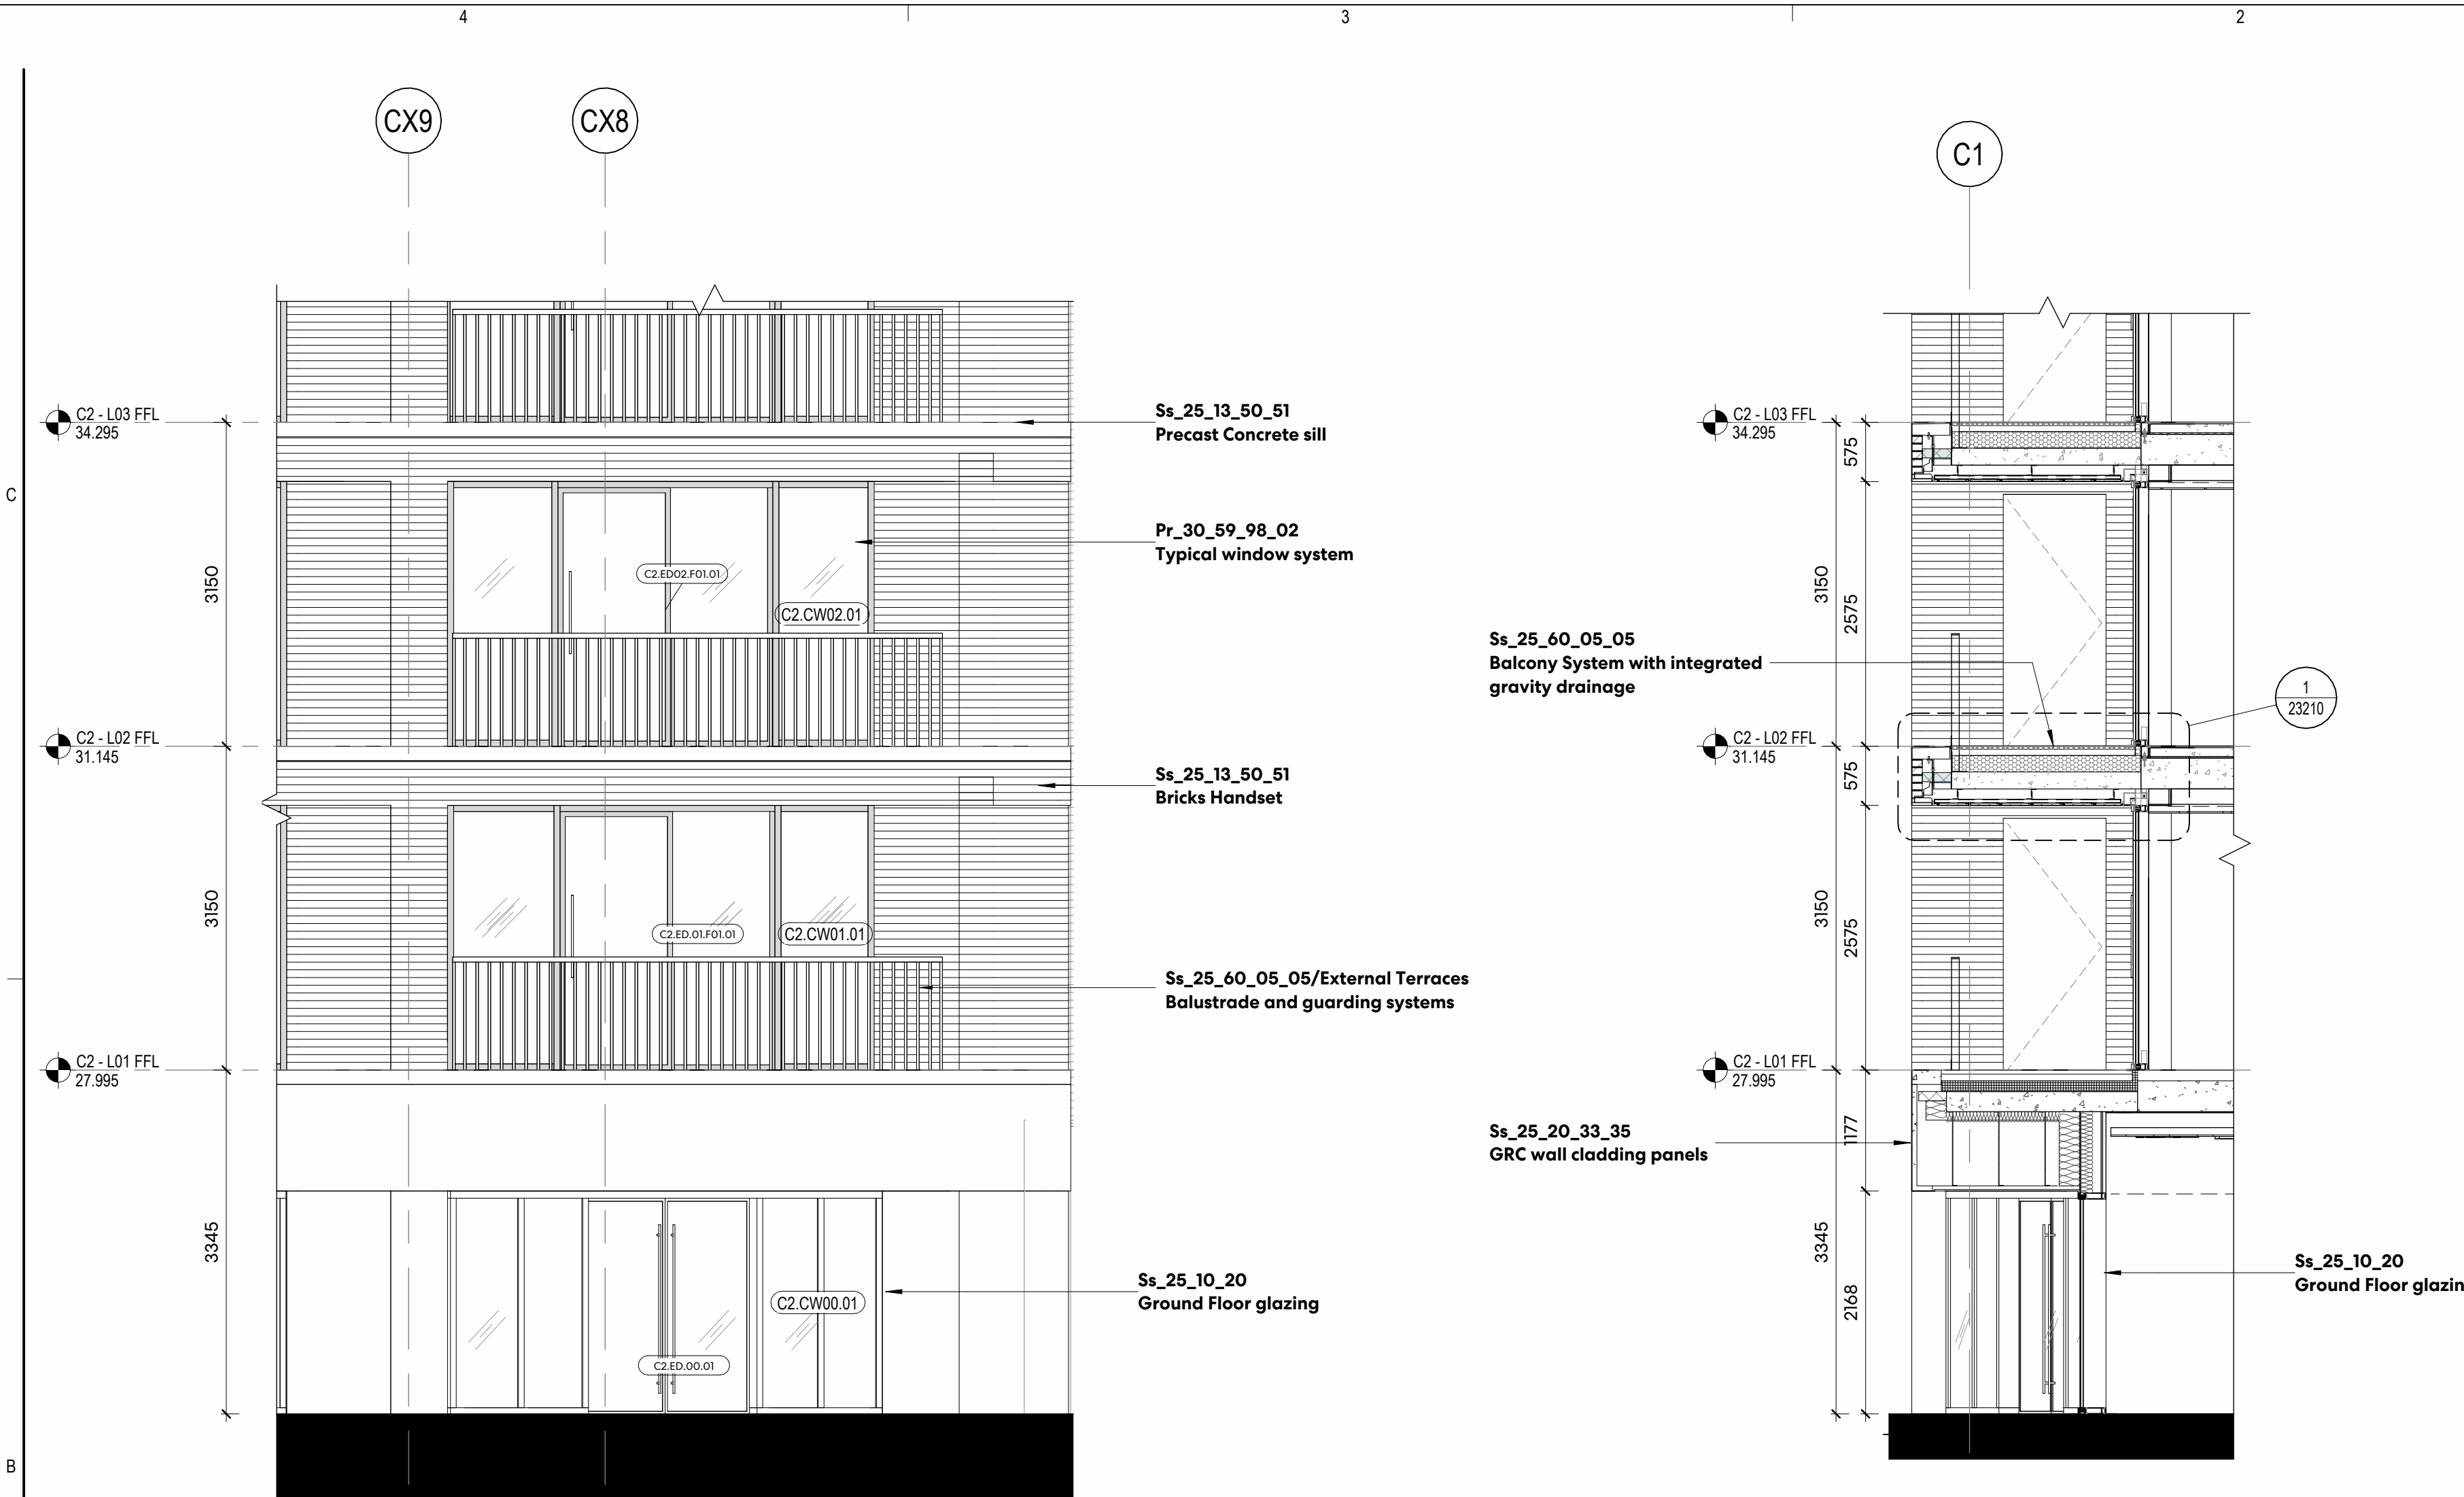 4
3
2
CX9
CX8
C1
C2 - L03 FFL
34.295
Ss_25_13_50_51
Precast Concrete sill
C
3150
Pr_30_59_98_02
Typical window system
C2.ED02.F01.01
C2.CW02.01
C2 - L02 FFL
31.145
Ss_25_13_50_51
Bricks Handset
3150
C2.ED.01.F01.01
C2.CW01.01
Ss_25_60_05_05/External Terraces
Balustrade and guarding systems
C2 - L01 FFL
27.995
3345
Ss_25_10_20
Ground Floor glazing
C2.CW00.01
C2.ED.00.01
B
C2 - L03 FFL
34.295
575
3150
2575
Ss_25_60_05_05
Balcony System with integrated
gravity drainage
1
23210
C2 - L02 FFL
31.145
575
3150
2575
C2 - L01 FFL
27.995
Ss_25_20_33_35
GRC wall cladding panels
1177
3345
2168
Ss_25_10_20
Ground Floor glazin